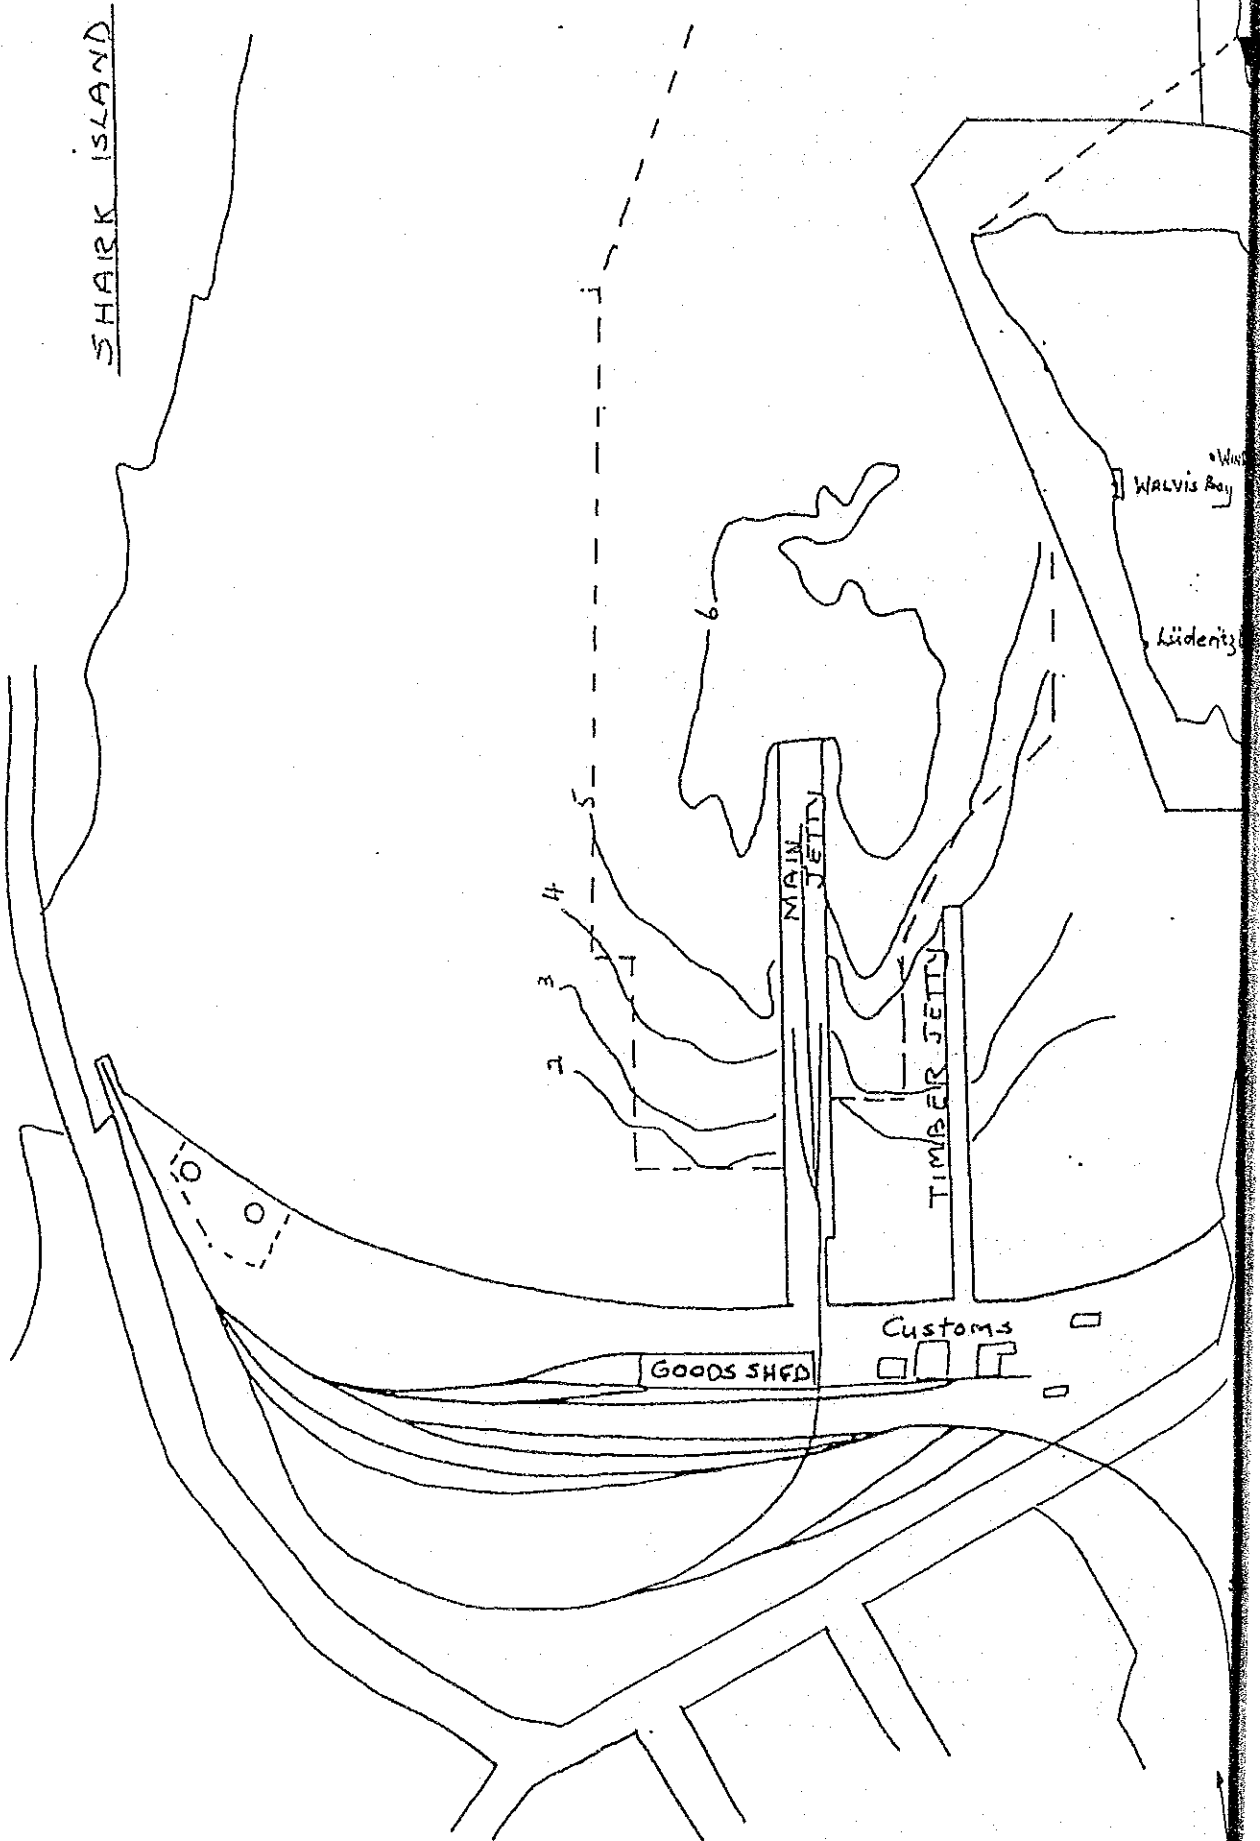 SHARK ISLAND
6
5
4
3
2
MAIN
JETTY
TIMBER JETTY
Customs
GOODS SHED
WALVIS Bay
Lüderitz